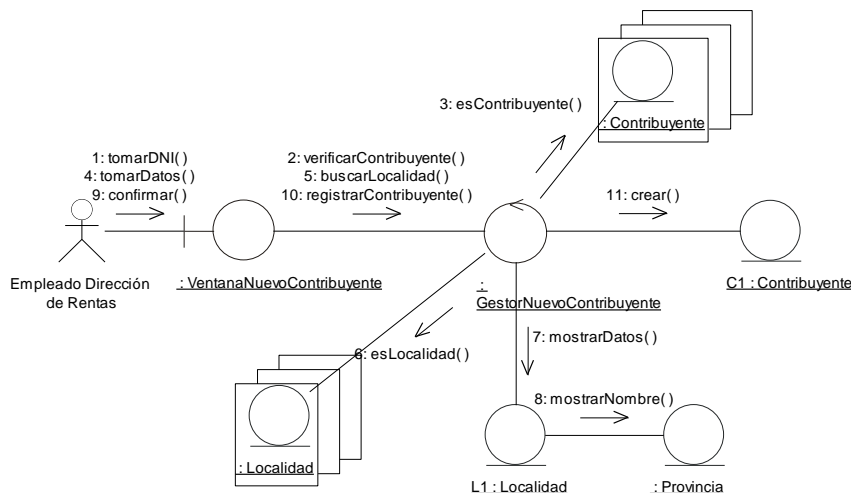 3: esContribuyente( )
: Contribuyente
1: tomarDNI( )
4: tomarDatos( )
9: confirmar( )
2: verificarContribuyente( )
5: buscarLocalidad( )
10: registrarContribuyente( )
11: crear( )
Empleado Dirección
de Rentas
: VentanaNuevoContribuyente
:
GestorNuevoContribuyente
C1 : Contribuyente
7: mostrarDatos( )
6: esLocalidad( )
8: mostrarNombre( )
: Localidad
L1 : Localidad
: Provincia